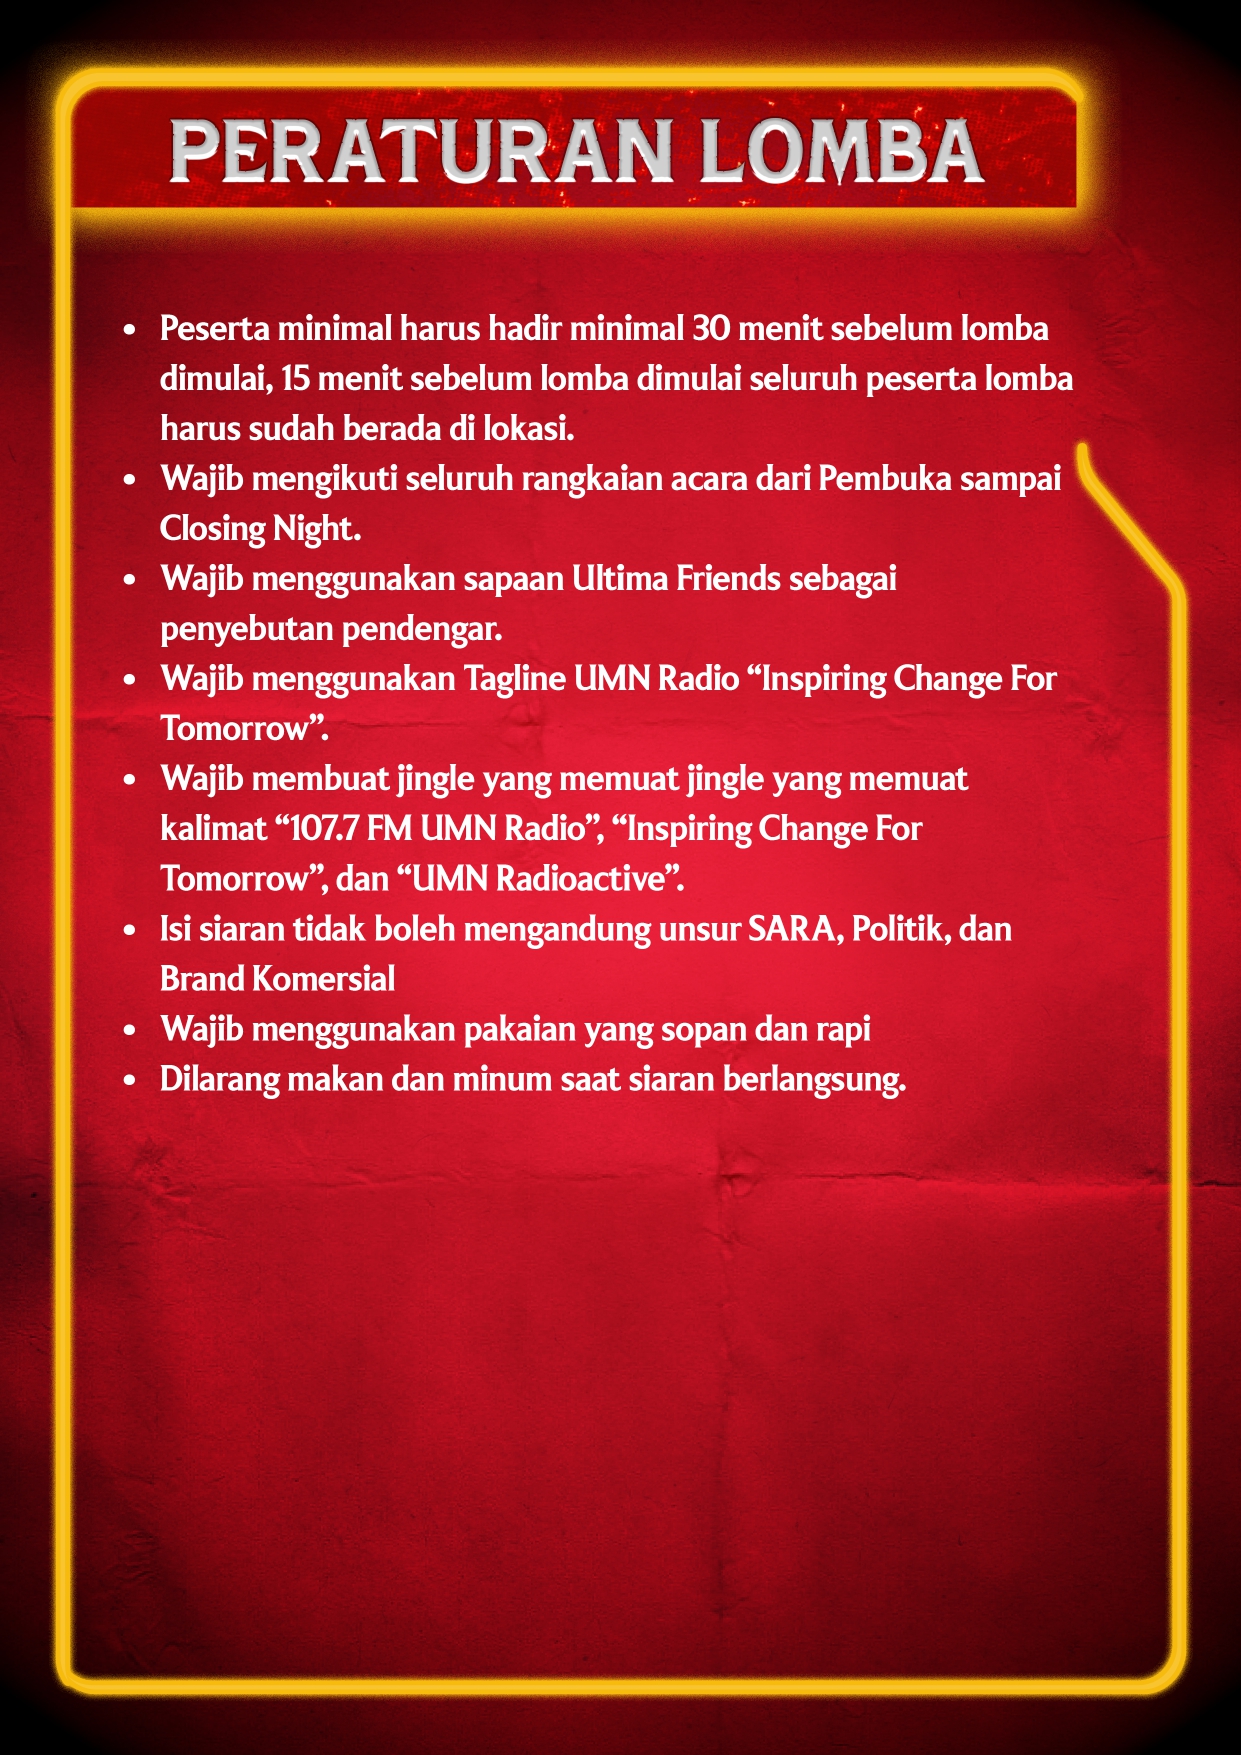 PERATURAN LOMBA
• Peserta minimal harus hadir minimal 30 menit sebelum lomba
dimulai, 15 menit sebelum lomba dimulai seluruh peserta lomba
harus sudah berada di lokasi.
• Wajib mengikuti seluruh rangkaian acara dari Pembuka sampai
Closing Night.
• Wajib menggunakan sapaan Ultima Friends sebagai
penyebutan pendengar.
• Wajib menggunakan Tagline UMN Radio “Inspiring Change For
Tomorrow”.
• Wajib membuat jingle yang memuat jingle yang memuat
kalimat “107.7 FM UMN Radio”, “Inspiring Change For
Tomorrow”, dan “UMN Radioactive”.
• Isi siaran tidak boleh mengandung unsur SARA, Politik, dan
Brand Komersial
• Wajib menggunakan pakaian yang sopan dan rapi
• Dilarang makan dan minum saat siaran berlangsung.